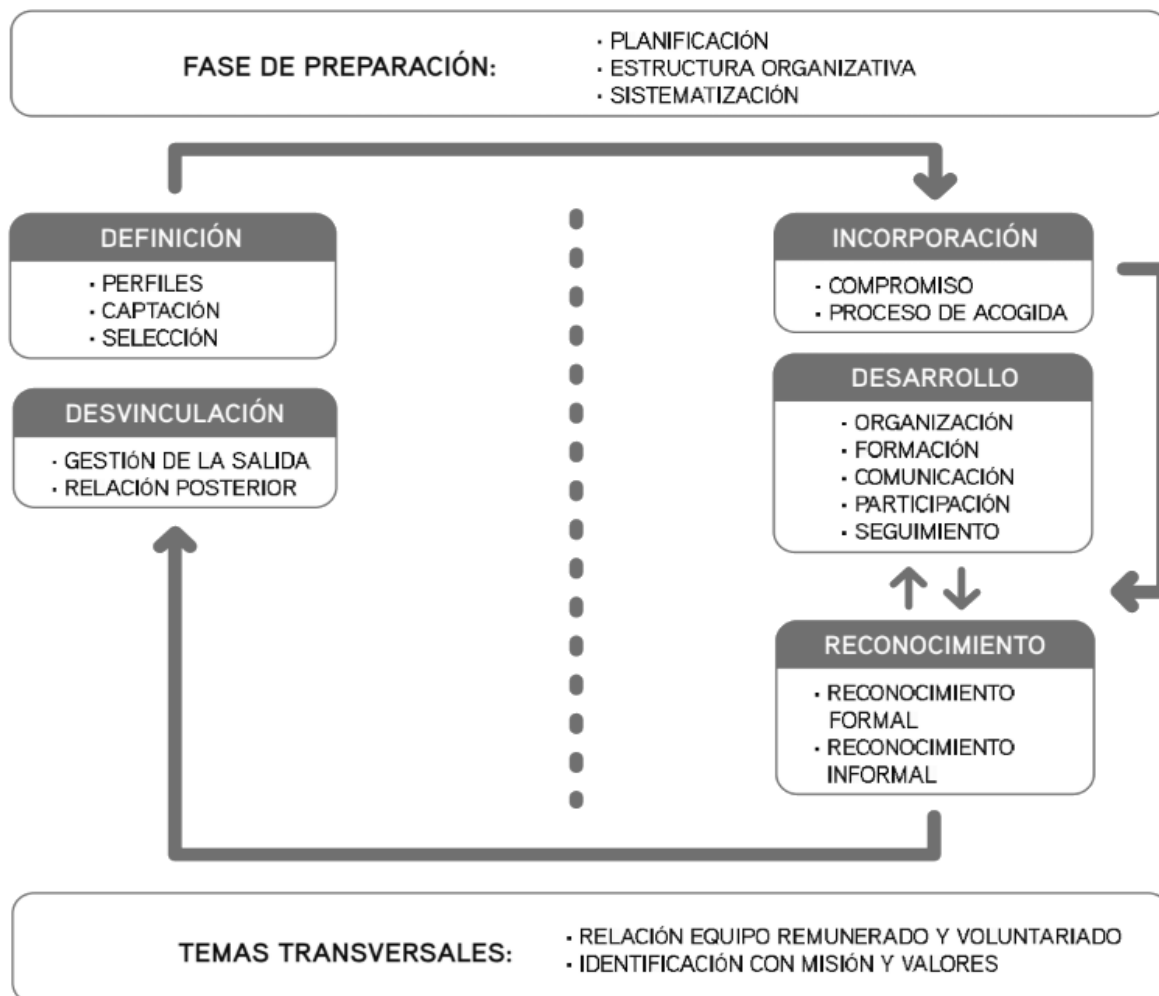 FASE DE PREPARACIÓN:
· PLANIFICACIÓN
· ESTRUCTURA ORGANIZATIVA
· SISTEMATIZACIÓN
DEFINICIÓN
· PERFILES
· CAPTACIÓN
· SELECCIÓN
DESVINCULACIÓN
· GESTIÓN DE LA SALIDA
· RELACIÓN POSTERIOR
INCORPORACIÓN
· COMPROMISO
· PROCESO DE ACOGIDA
DESARROLLO
· ORGANIZACIÓN
· FORMACIÓN
· COMUNICACIÓN
· PARTICIPACIÓN
· SEGUIMIENTO
RECONOCIMIENTO
· RECONOCIMIENTO
FORMAL
· RECONOCIMIENTO
INFORMAL
TEMAS TRANSVERSALES:
· RELACIÓN EQUIPO REMUNERADO Y VOLUNTARIADO
· IDENTIFICACIÓN CON MISIÓN Y VALORES